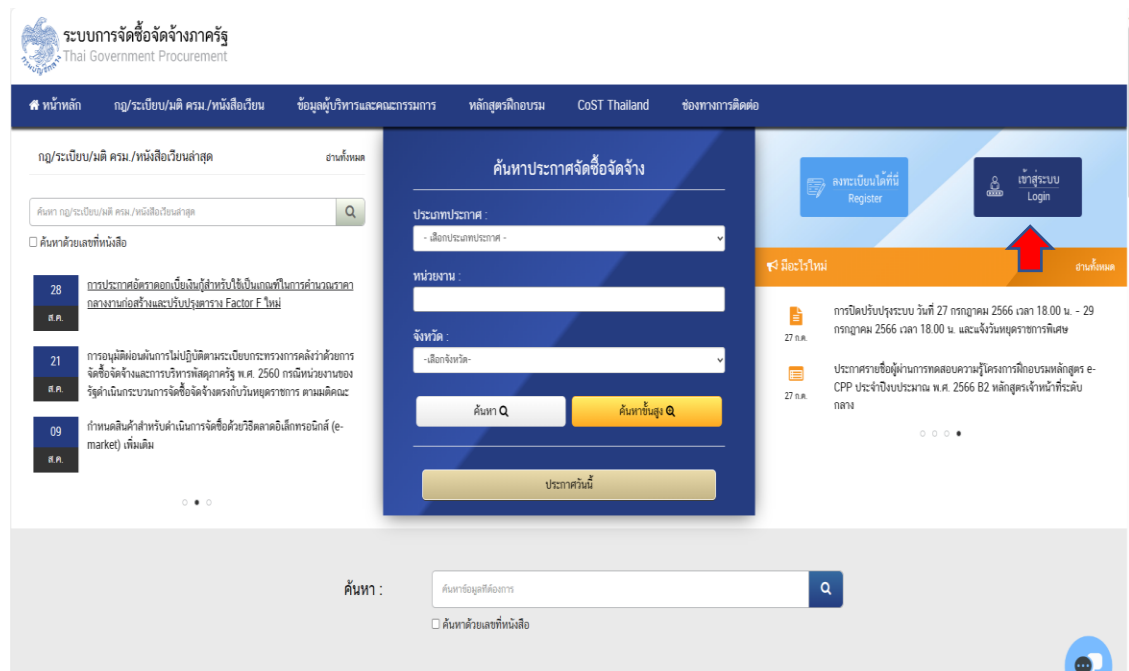 ระบบการจัดซื้อจัดจ้างภาครัฐ
Thai Government Procurement
กรมบัญชีกลาง
หน้าหลัก กฎ/ระเบียบ/มติ ครม./หนังสือเวียน ข้อมูลผู้บริหารและคณะกรรมการ หลักสูตรฝึกอบรม CoST Thailand ช่องทางการติดต่อ
กฎ/ระเบียบ/มติ ครม./หนังสือเวียนล่าสุด อ่านทั้งหมด
ค้นหา กฎ/ระเบียบ/มติ ครม./หนังสือเวียนล่าสุด
ค้นหาด้วยเลขที่หนังสือ
28 ส.ค.
การประกาศอัตราดอกเบี้ยเงินกู้สำหรับใช้เป็นเกณฑ์ในการคำนวณราคา
กลางงานก่อสร้างและปรับปรุงตาราง Factor F ใหม่
21 ส.ค.
การอนุมัติผ่อนผันการไม่ปฏิบัติตามระเบียบกระทรวงการคลังว่าด้วยการ
จัดซื้อจัดจ้างและการบริหารพัสดุภาครัฐ พ.ศ. 2560 กรณีหน่วยงานของ
รัฐดำเนินกระบวนการจัดซื้อจัดจ้างตรงกับวันหยุดราชการ ตามมติคณะ
09 ส.ค.
กำหนดสินค้าสำหรับดำเนินการจัดซื้อด้วยวิธีตลาดอิเล็กทรอนิกส์ (e-
market) เพิ่มเติม
ค้นหาประกาศจัดซื้อจัดจ้าง
ประเภทประกาศ :
- เลือกประเภทประกาศ -
หน่วยงาน :
จังหวัด :
-เลือกจังหวัด-
ค้นหา ค้นหาขั้นสูง
ประกาศวันนี้
ลงทะเบียนได้ที่นี่
Register
เข้าสู่ระบบ
Login
มีอะไรใหม่ อ่านทั้งหมด
27 ก.ค.
การปิดปรับปรุงระบบ วันที่ 27 กรกฎาคม 2566 เวลา 18.00 น. - 29
กรกฎาคม 2566 เวลา 18.00 น. และแจ้งวันหยุดราชการพิเศษ
27 ก.ค.
ประกาศรายชื่อผู้ผ่านการทดสอบความรู้โครงการฝึกอบรมหลักสูตร e-
CPP ประจำปีงบประมาณ พ.ศ. 2566 B2 หลักสูตรเจ้าหน้าที่ระดับ
กลาง
ค้นหา :
ค้นหาข้อมูลที่ต้องการ
ค้นหาด้วยเลขที่หนังสือ